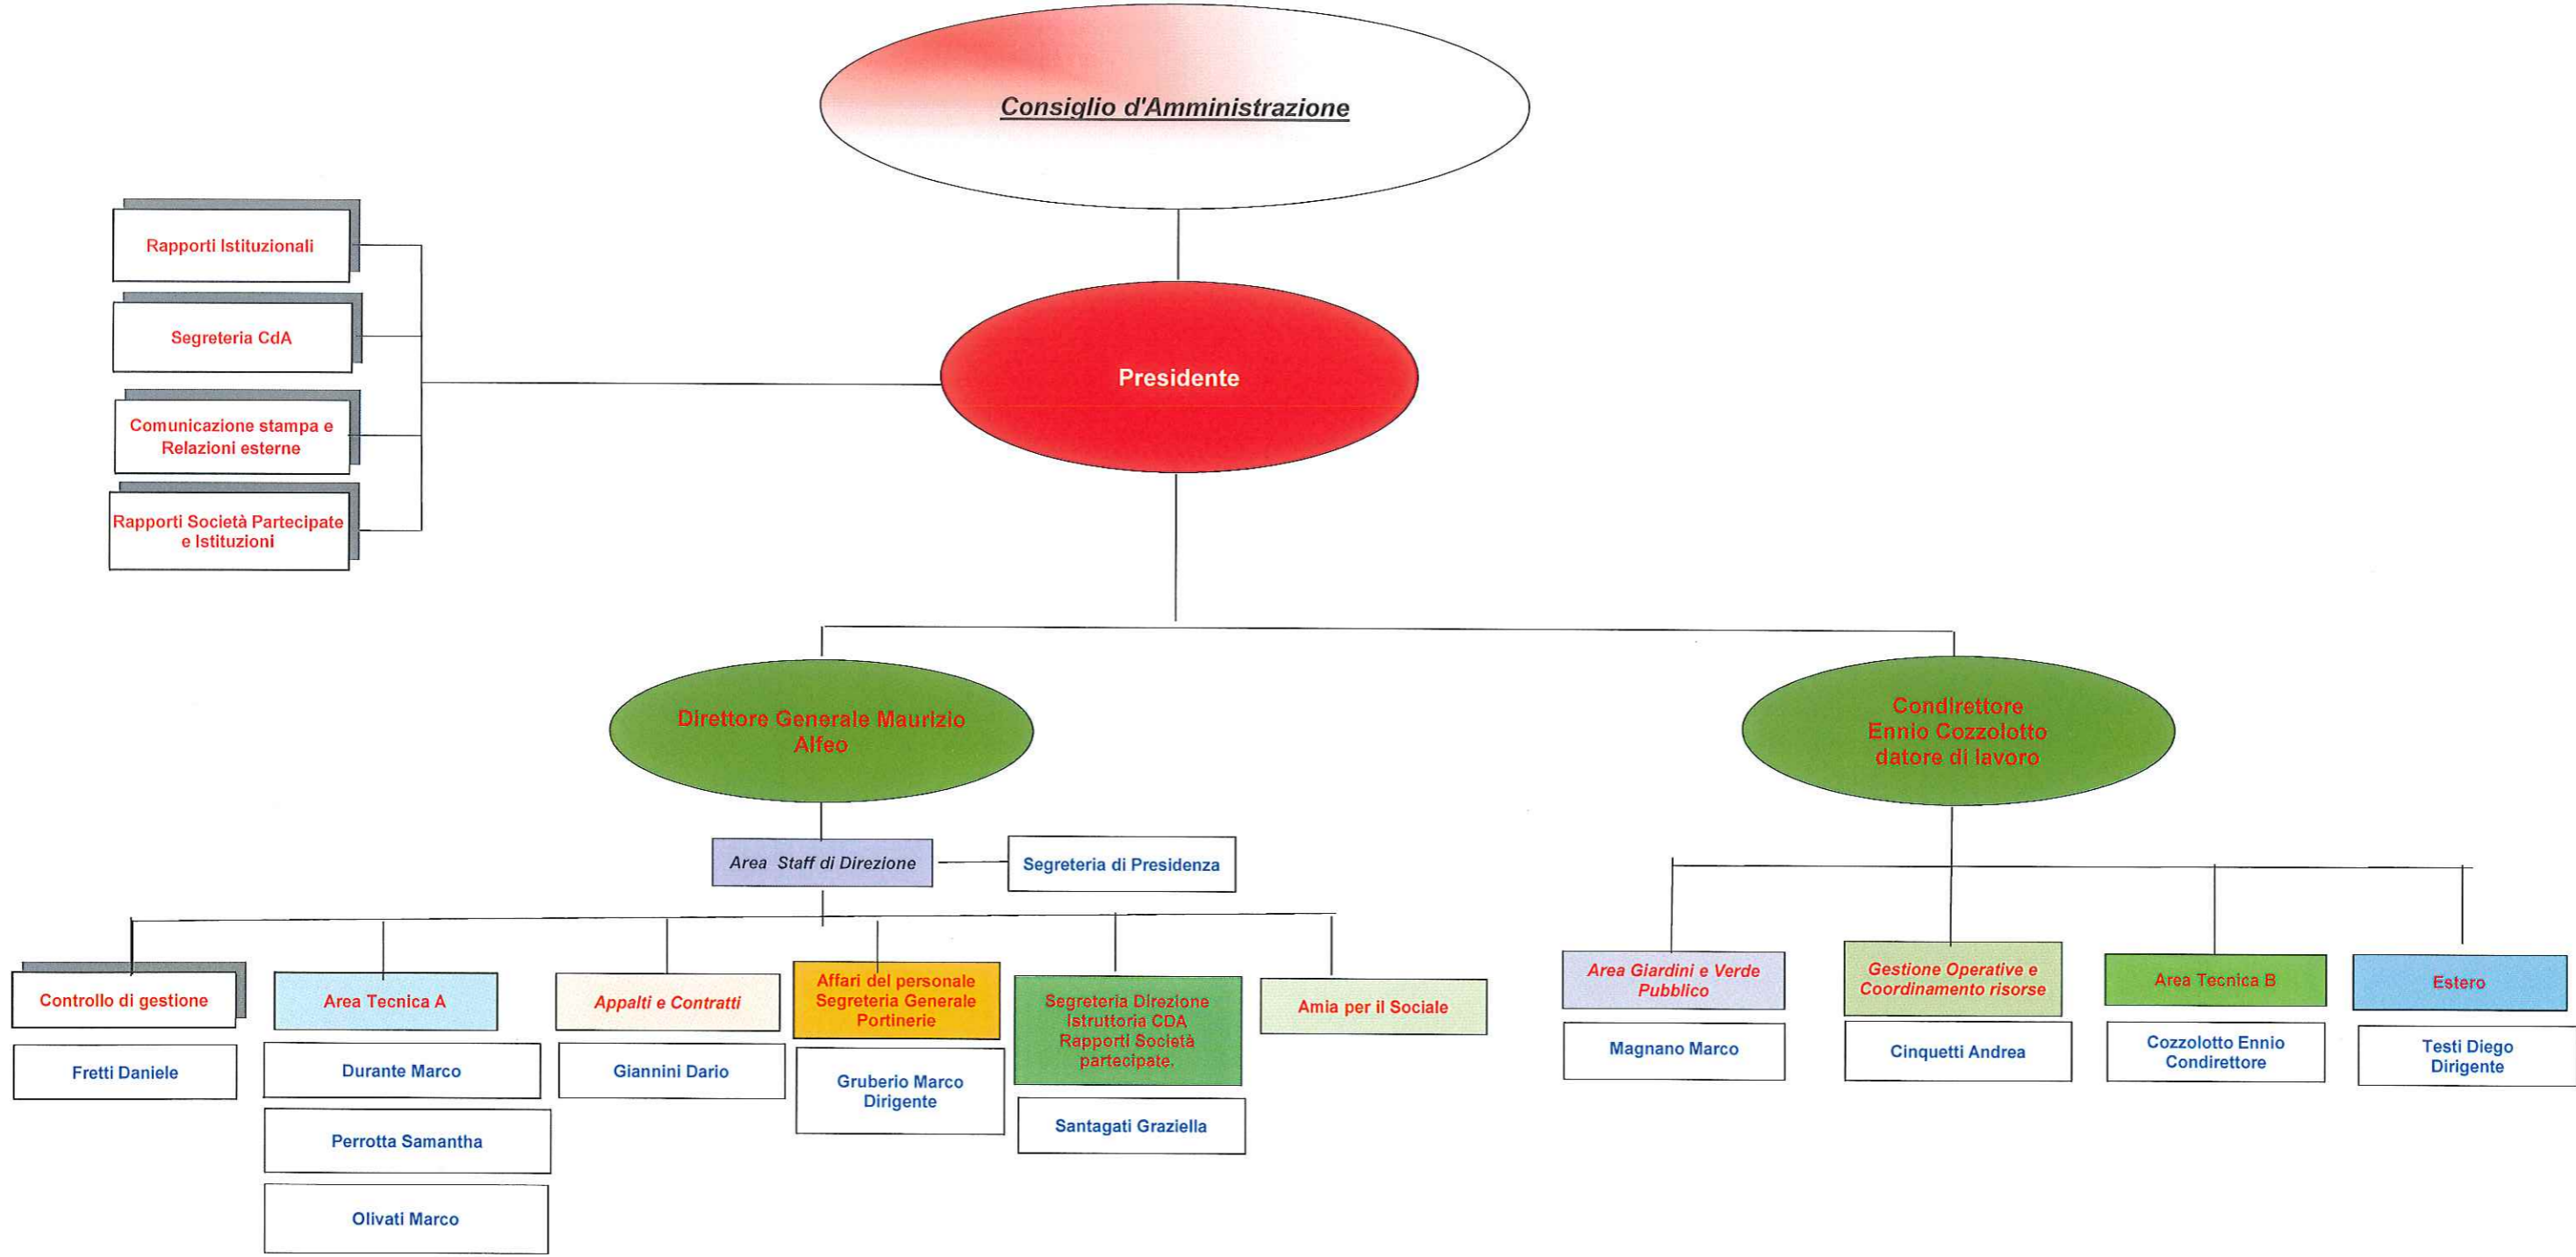 Consiglio d'Amministrazione
Rapporti Istituzionali
Segreteria CdA
Comunicazione stampa e
Relazioni esterne
Rapporti Società Partecipate
e Istituzioni
Presidente
Direttore Generale Maurizio
Alfeo
Condirettore
Ennio Cozzolotto
datore di lavoro
Area Staff di Direzione
Segreteria di Presidenza
Controllo di gestione
Fretti Daniele
Area Tecnica A
Durante Marco
Perrotta Samantha
Olivati Marco
Appalti e Contratti
Giannini Dario
Affari del personale
Segreteria Generale
Portinerie
Gruberio Marco
Dirigente
Segreteria Direzione
Istruttoria CDA
Rapporti Società
partecipate.
Santagati Graziella
Amia per il Sociale
Area Giardini e Verde
Pubblico
Magnano Marco
Gestione Operative e
Coordinamento risorse
Cinquetti Andrea
Area Tecnica B
Cozzolotto Ennio
Condirettore
Estero
Testi Diego
Dirigente